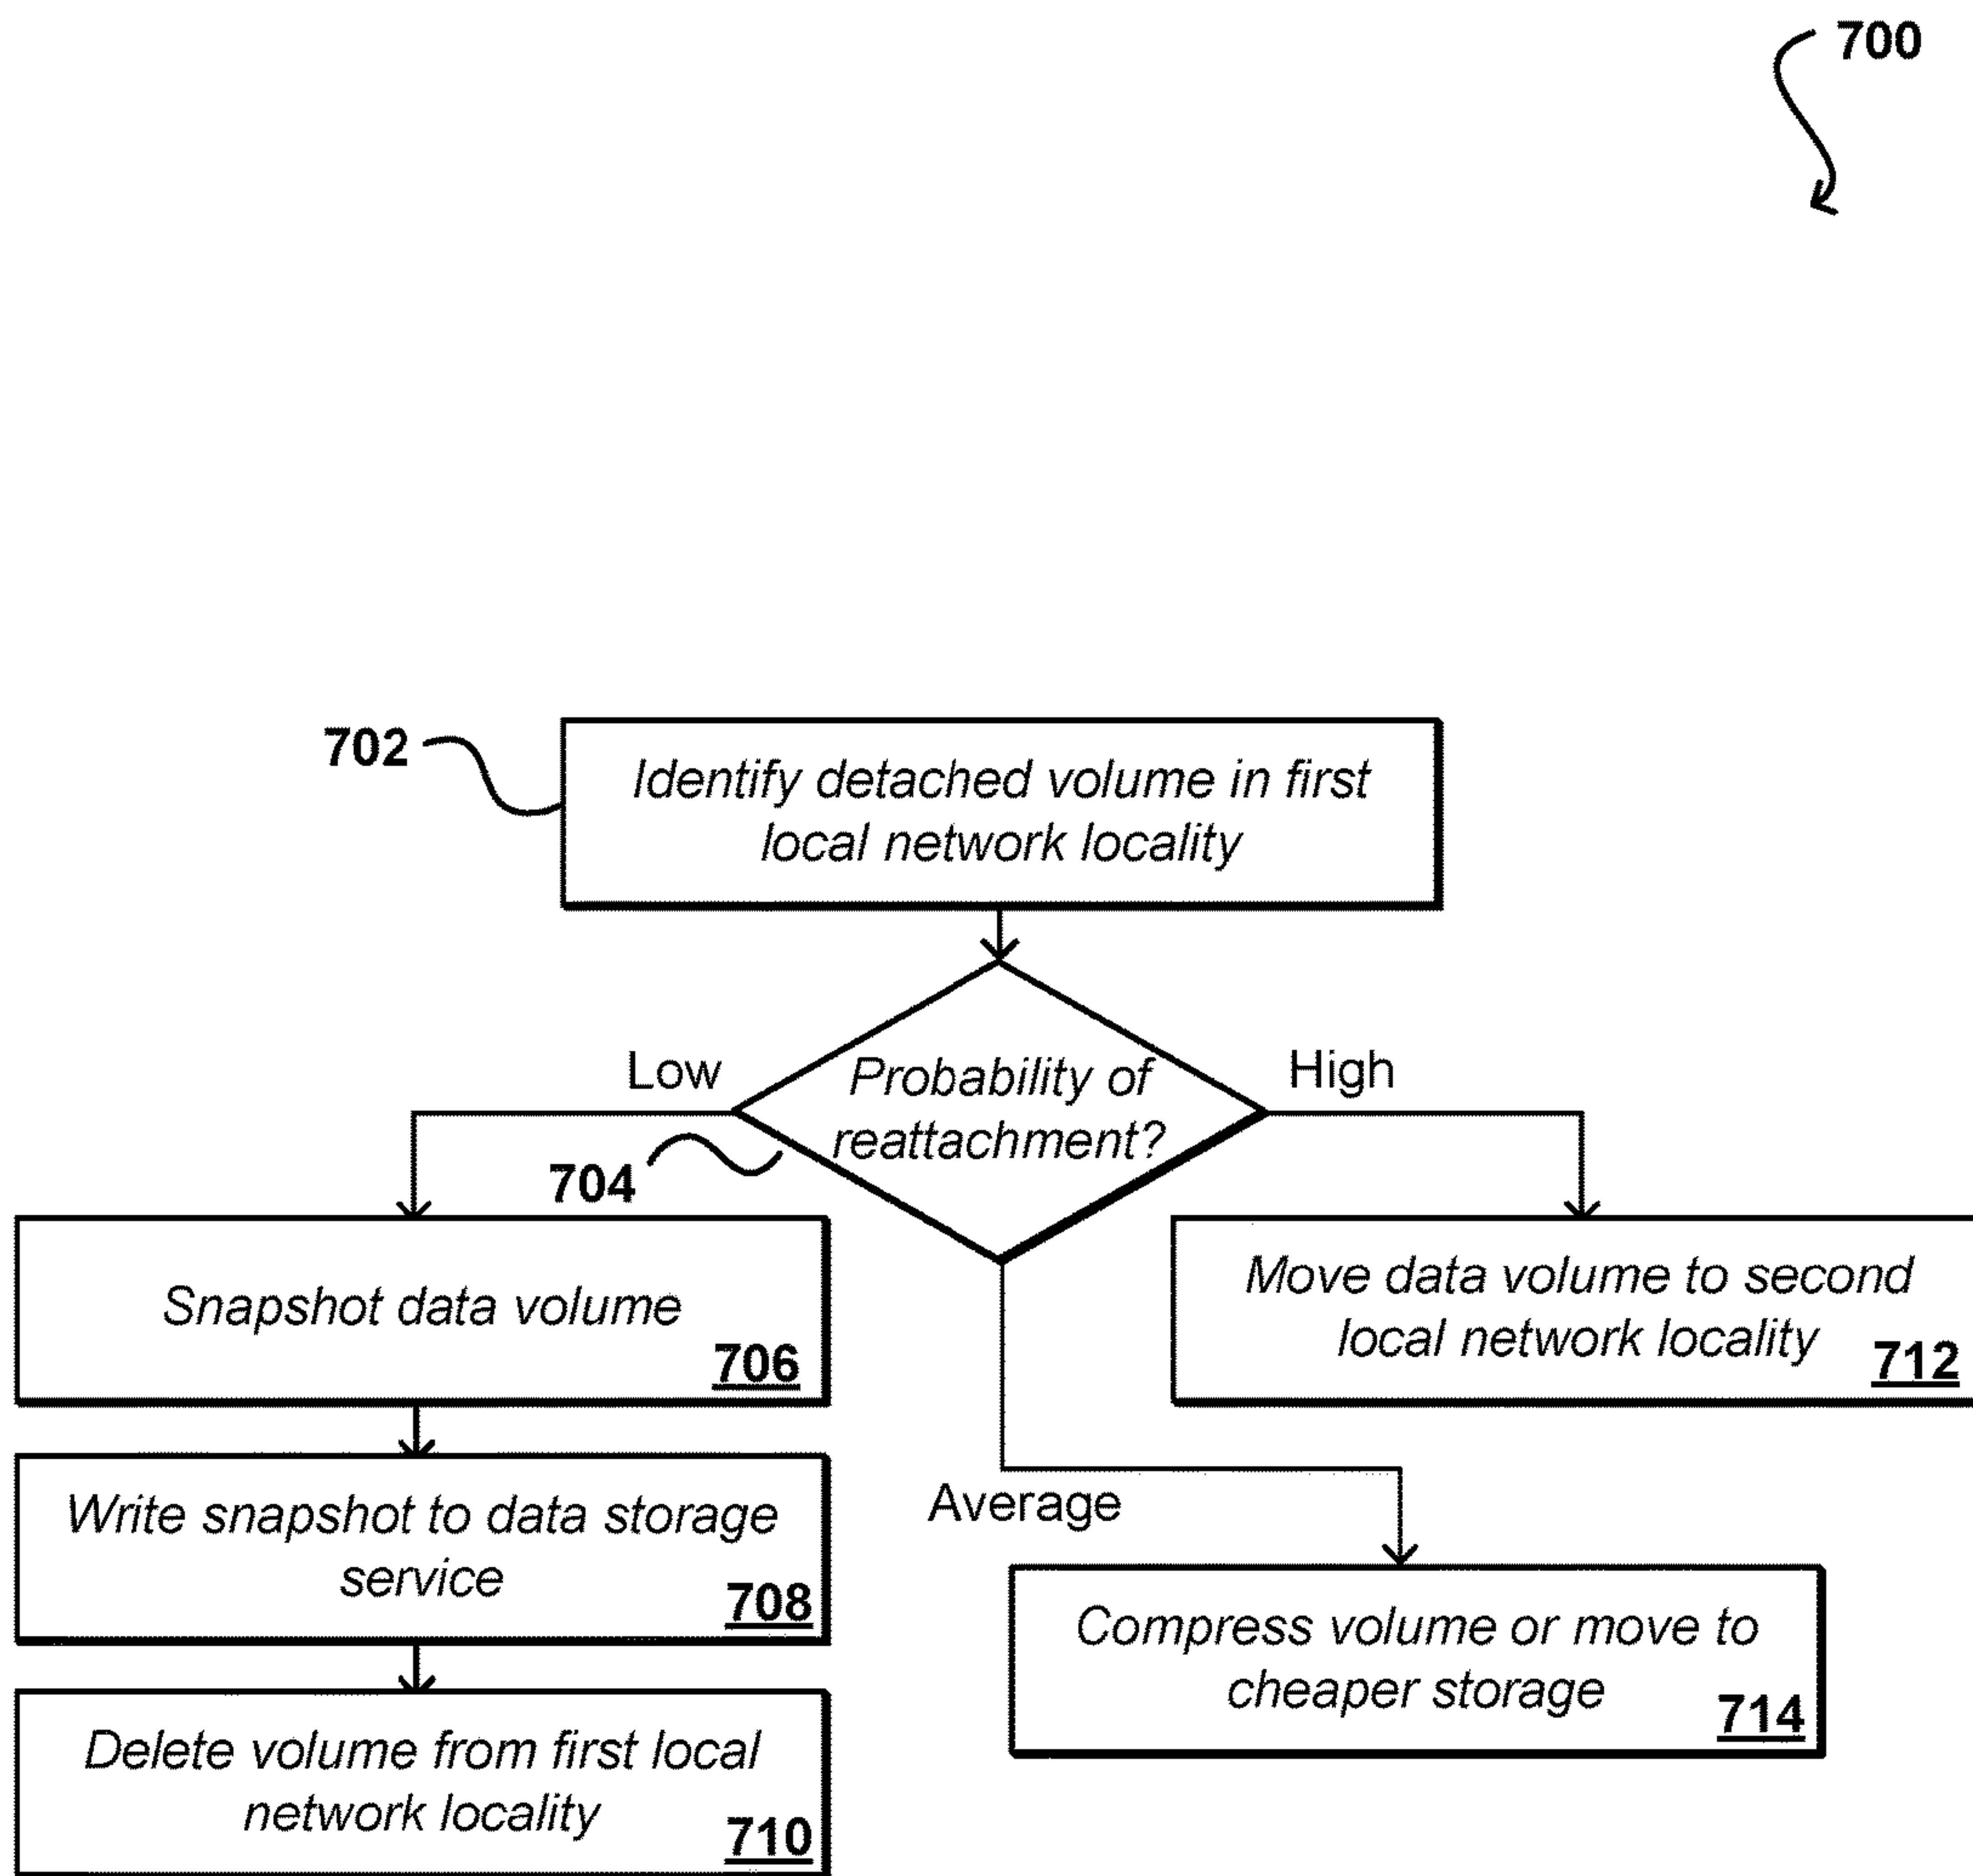 700
702
Identify detached volume in first
local network locality
Low
Probability of
reattachment?
High
704
Snapshot data volume
706
Move data volume to second
local network locality
712
Write snapshot to data storage
service
708
Average
Compress volume or move to
cheaper storage
714
Delete volume from first local
network locality
710